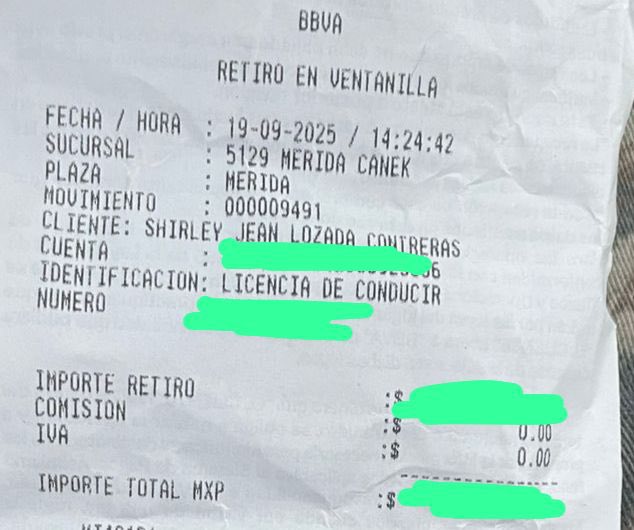 BBVA
RETIRO EN VENTANILLA
FECHA / HORA : 19-09-2025 / 14:24:42
SUCURSAL : 5129 MERIDA CANEK
PLAZA : MERIDA
MOVIMIENTO : 000009491
CLIENTE: SHIRLEY JEAN LOZADA CONTRERAS
CUENTA :
IDENTIFICACION: LICENCIA DE CONDUCIR
NUMERO
IMPORTE RETIRO :$
COMISION :$ 0.00
IVA :$ 0.00
IMPORTE TOTAL MXP :$